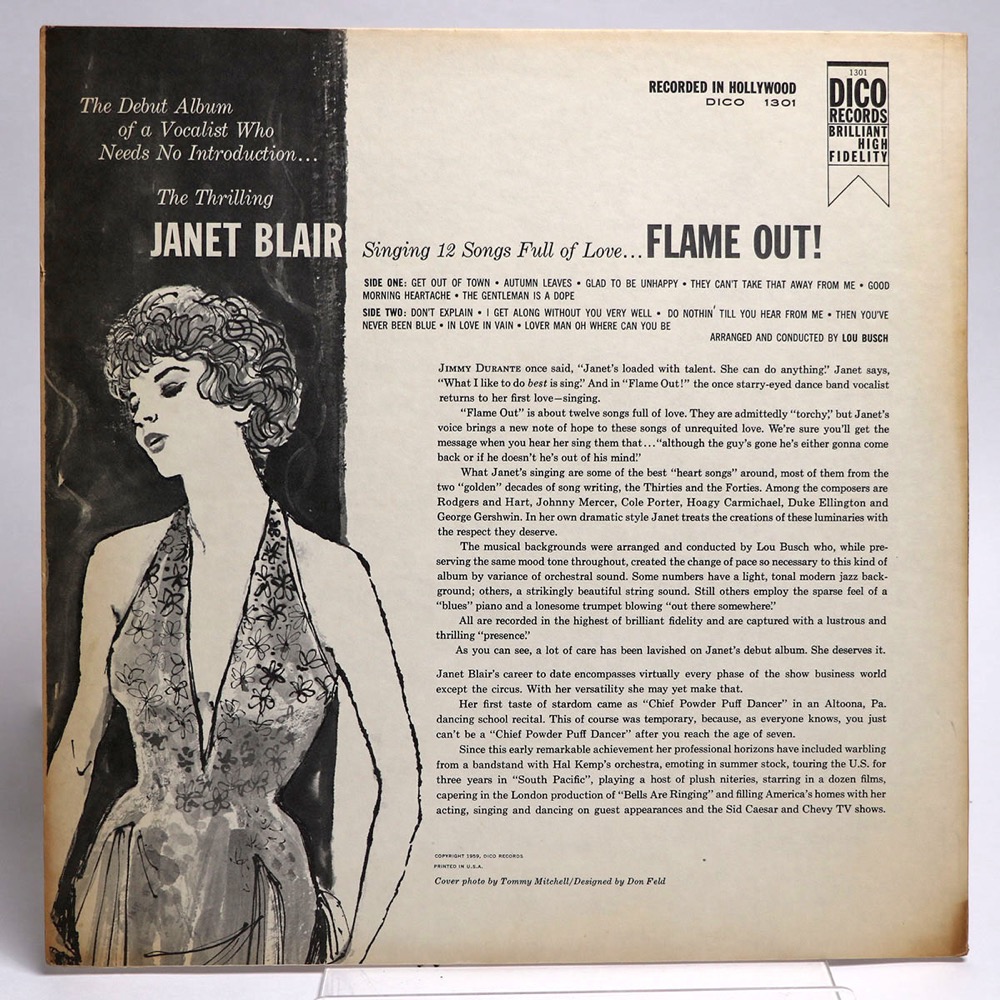 The Debut Album
of a Vocalist Who
Needs No Introduction...
The Thrilling
JANET BLAIR
Singing 12 Songs Full of Love... FLAME OUT!
RECORDED IN HOLLYWOOD
DICO 1301
1301
DICO
RECORDS
BRILLIANT
HIGH
FIDELITY
SIDE ONE: GET OUT OF TOWN • AUTUMN LEAVES • GLAD TO BE UNHAPPY • THEY CAN'T TAKE THAT AWAY FROM ME • GOOD
MORNING HEARTACHE • THE GENTLEMAN IS A DOPE
SIDE TWO: DON'T EXPLAIN • I GET ALONG WITHOUT YOU VERY WELL • DO NOTHIN' TILL YOU HEAR FROM ME • THEN YOU'VE
NEVER BEEN BLUE • IN LOVE IN VAIN • LOVER MAN OH WHERE CAN YOU BE
ARRANGED AND CONDUCTED BY LOU BUSCH
JIMMY DURANTE once said, "Janet's loaded with talent. She can do anything." Janet says,
"What I like to do best is sing." And in "Flame Out!" the once starry-eyed dance band vocalist
returns to her first love—singing.
"Flame Out" is about twelve songs full of love. They are admittedly "torchy," but Janet's
voice brings a new note of hope to these songs of unrequited love. We're sure you'll get the
message when you hear her sing them that..."although the guy's gone he's either gonna come
back or if he doesn't he's out of his mind."
What Janet's singing are some of the best "heart songs" around, most of them from the
two "golden" decades of song writing, the Thirties and the Forties. Among the composers are
Rodgers and Hart, Johnny Mercer, Cole Porter, Hoagy Carmichael, Duke Ellington and
George Gershwin. In her own dramatic style Janet treats the creations of these luminaries with
the respect they deserve.
The musical backgrounds were arranged and conducted by Lou Busch who, while pre-
serving the same mood tone throughout, created the change of pace so necessary to this kind of
album by variance of orchestral sound. Some numbers have a light, tonal modern jazz back-
ground; others, a strikingly beautiful string sound. Still others employ the sparse feel of a
"blues" piano and a lonesome trumpet blowing "out there somewhere."
All are recorded in the highest of brilliant fidelity and are captured with a lustrous and
thrilling "presence."
As you can see, a lot of care has been lavished on Janet's debut album. She deserves it.
Janet Blair's career to date encompasses virtually every phase of the show business world
except the circus. With her versatility she may yet make that.
Her first taste of stardom came as "Chief Powder Puff Dancer" in an Altoona, Pa.
dancing school recital. This of course was temporary, because, as everyone knows, you just
can't be a "Chief Powder Puff Dancer" after you reach the age of seven.
Since this early remarkable achievement her professional horizons have included warbling
from a bandstand with Hal Kemp's orchestra, emoting in summer stock, touring the U.S. for
three years in "South Pacific", playing a host of plush niteries, starring in a dozen films,
capering in the London production of "Bells Are Ringing" and filling America's homes with her
acting, singing and dancing on guest appearances and the Sid Caesar and Chevy TV shows.
COPYRIGHT 1959, DICO RECORDS
PRINTED IN U.S.A.
Cover photo by Tommy Mitchell/Designed by Don Feld